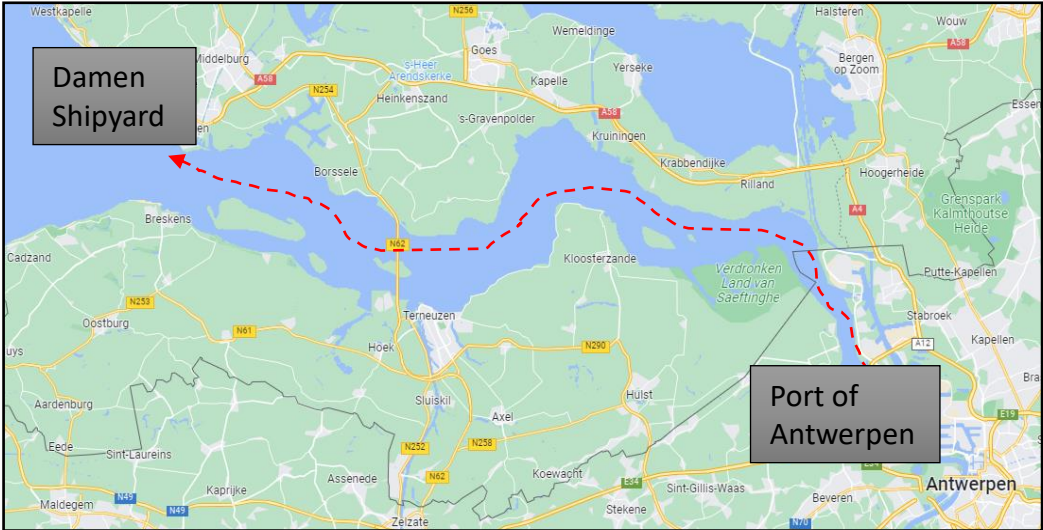 Westkapelle
N256
Wemeldinge
Halsteren
Wouw
A58
Damen
Shipyard
Middelburg
A58
Goes
s-Heer
Arendskerke
Kapelle
Yerseke
Bergen
op Zoom
N254
Heinkenszand
A58
Essen
s-Gravenpolder
Kruiningen
en
Borssele
Krabbendijke
Rilland
Hoogerheide
A4
Grenspark
Kalmthoutse
Heide
Breskens
N62
Cadzand
Kloosterzande
Verdronken
Land van
Saeftinghe
Putte-Kapellen
N253
Oostburg
Terneuzen
Stabroek
N61
Hoek
N290
A12
Kapellen
uys
Port of
Antwerpen
Bra
Aardenburg
Sluiskil
Axel
Hulst
E19
Eede
Sint-Laureins
N252
N258
N62
Koewacht
E34
Sint-Gillis-Waas
E34
Antwerpen
N49
Maldegem
N49
Kaprijke
Assenede
Zelzate
Stekene
Beveren
N70